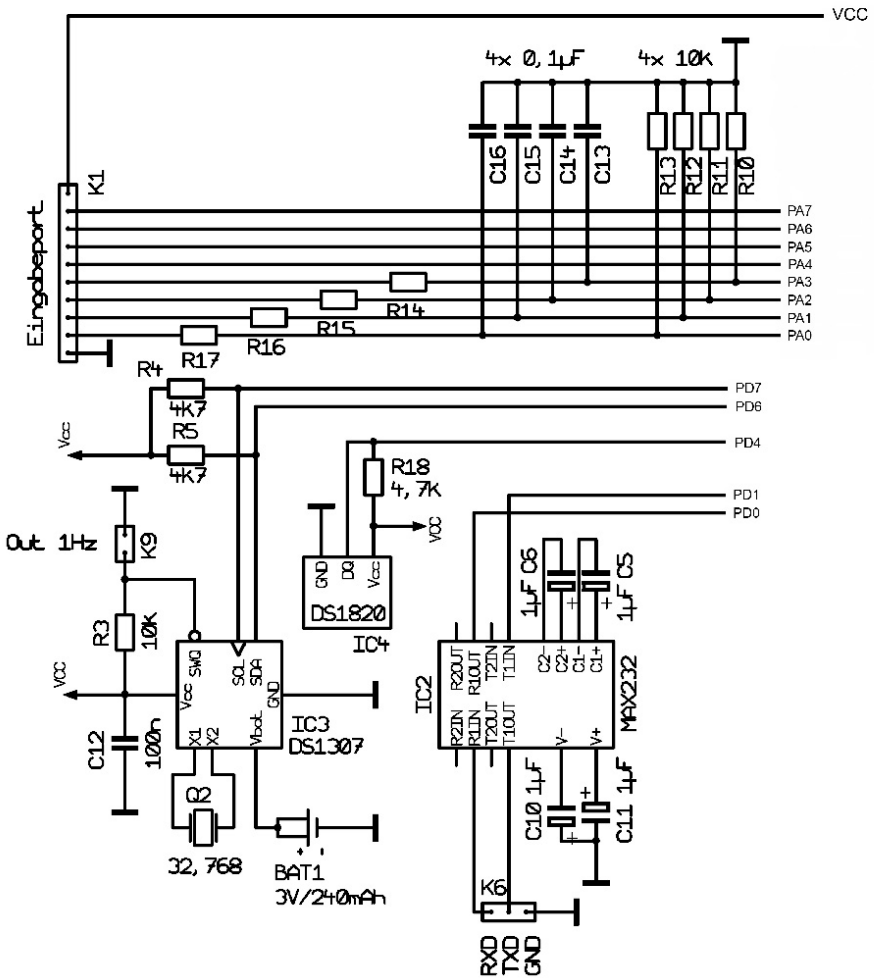 VCC
4x 0,1µF
4x 10k
K1
C16
C15
C14
C13
R13
R12
R11
R10
Eingabeport
PA7
PA6
PA5
PA4
PA3
R14
PA2
R15
PA1
R16
PA0
R17
R4
4K7
PD7
PD6
Vcc
R5
4K7
PD4
R18
4,7K
VCC
PD1
PD0
Out 1Hz
K9
GND
DQ
Vcc
DS1820
IC4
1µF C6
1µF C5
+
+
R3
10k
VCC
SWQ
SCL
SDA
Vcc
GND
X1
X2
Vbat
IC3
DS1307
C12
100n
Q2
32,768
+
-
BAT1
3V/240mAh
IC2
R2OUT
R1OUT
T2IN
T1IN
C2-
C2+
C1-
C1+
R2IN
R1IN
T2OUT
T1OUT
V-
V+
MAX232
C10 1µF
+
C11 1µF
+
K6
RXD
TXD
GND